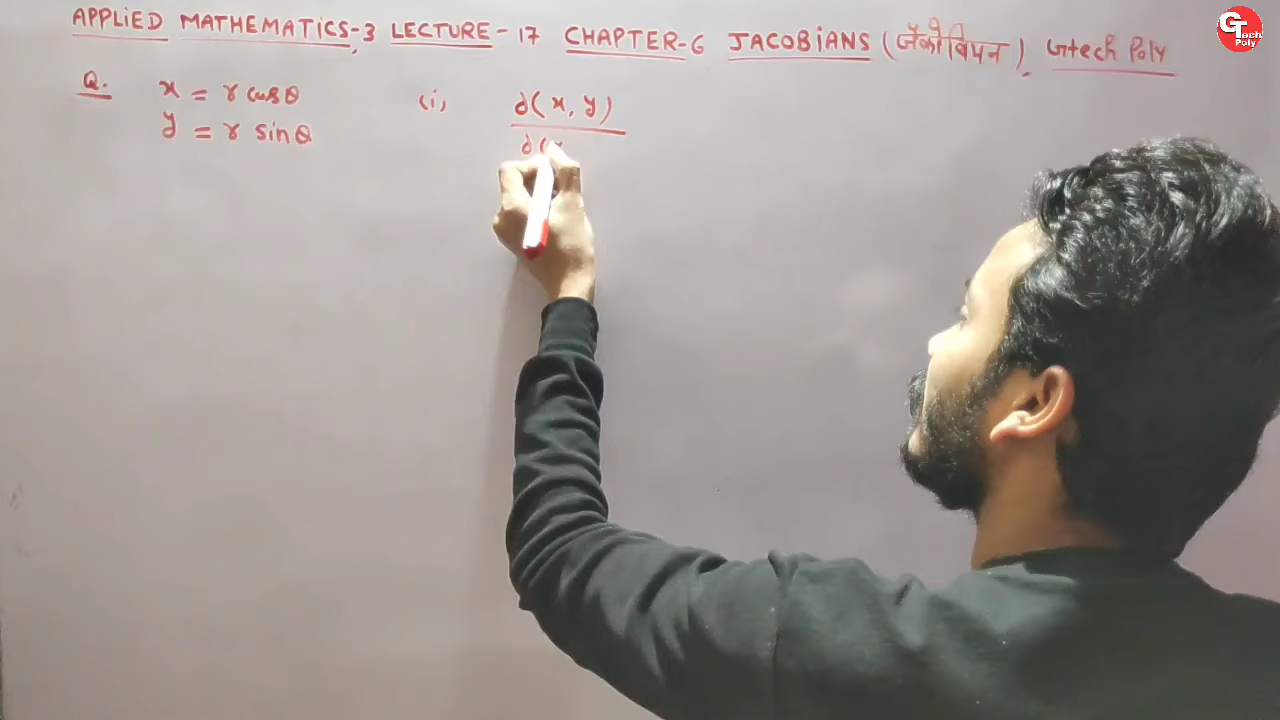 APPLIED MATHEMATICS-3 LECTURE-17 CHAPTER-6 JACOBIANS (जैकोबियन) Gtech Poly
GTech Poly
Q. x = r cosθ (i) ∂(x, y)
y = r sinθ ∂(